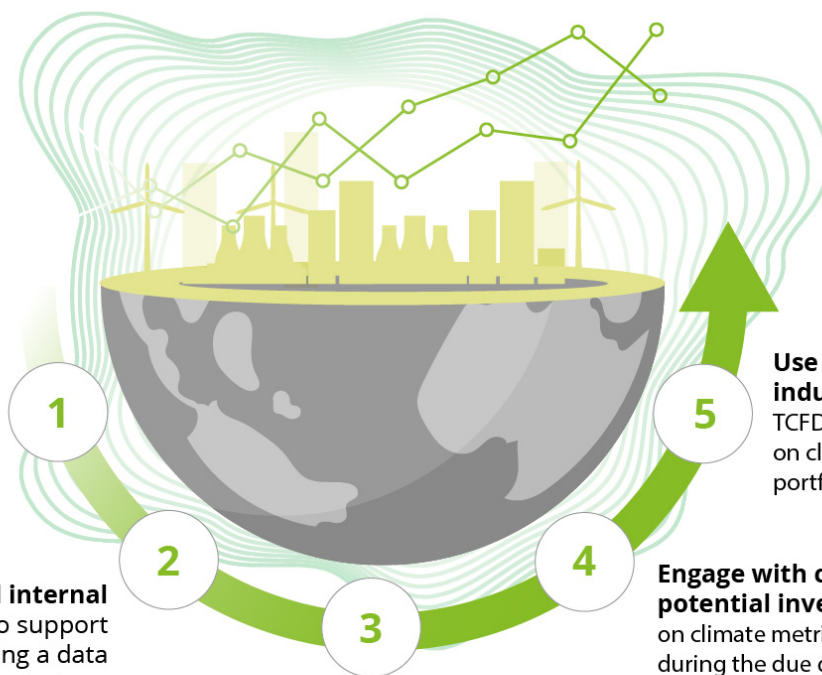 1
2
3
4
5
Use
indu
TCFD
on cl
portf
internal
o support
ing a data
Engage with c
potential inve
on climate metri
during the due